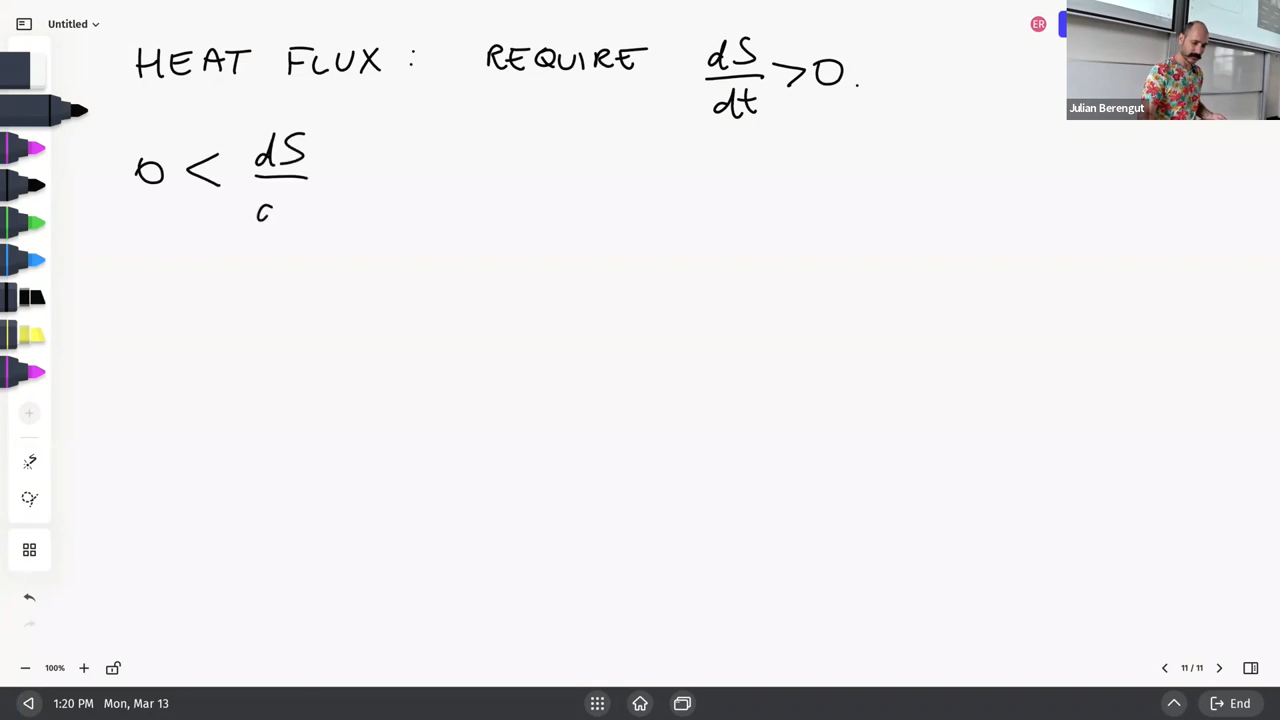 Untitled
ER
HEAT FLUX : REQUIRE dS/dt > 0.
Julian Berengut
0 < dS/
100%
11 / 11
1:20 PM Mon, Mar 13
End